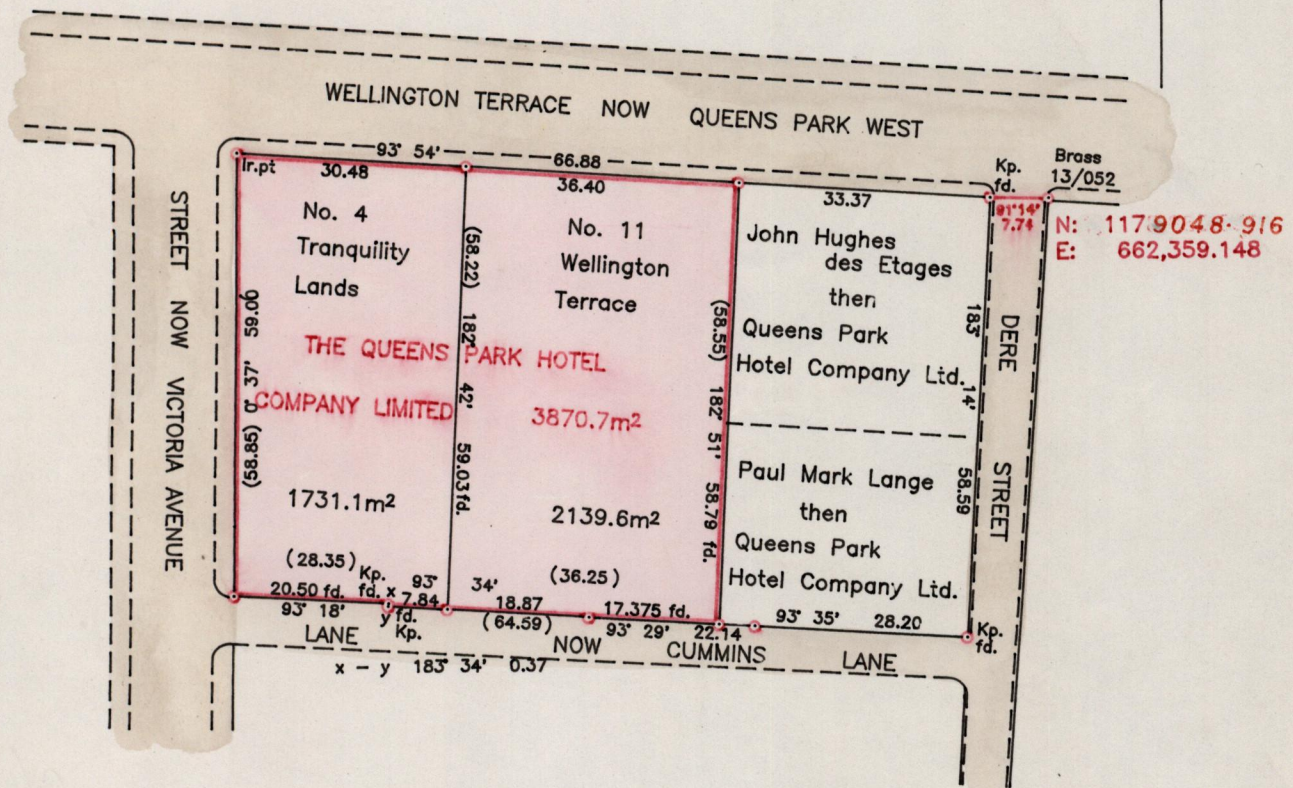 WELLINGTON TERRACE NOW QUEENS PARK WEST
93° 54'
66.88
Ir.pt
30.48
36.40
33.37
Kp.
fd.
Brass
13/052
91°14'
7.74
N: 1179048.916
E: 662,359.148
STREET NOW VICTORIA AVENUE
(58.85) 0° 37' 59.00
No. 4
Tranquility
Lands
(58.22) 182° 42' 59.03fd.
No. 11
Wellington
Terrace
(58.55) 182° 51' 58.79 fd.
John Hughes
des Etages
then
Queens Park
Hotel Company Ltd.
183° 14' 58.59
DERE STREET
THE QUEENS PARK HOTEL
COMPANY LIMITED
3870.7m²
1731.1m²
2139.6m²
Paul Mark Lange
then
Queens Park
Hotel Company Ltd.
(28.35)
Kp.
fd. x
93° 34'
(36.25)
20.50 fd.
7.84
18.87
17.375 fd.
93° 18'
y fd.
Kp.
(64.59)
93° 29'
22.14
93° 35' 28.20
Kp.
fd.
LANE NOW CUMMINS LANE
x - y 183° 34' 0.37